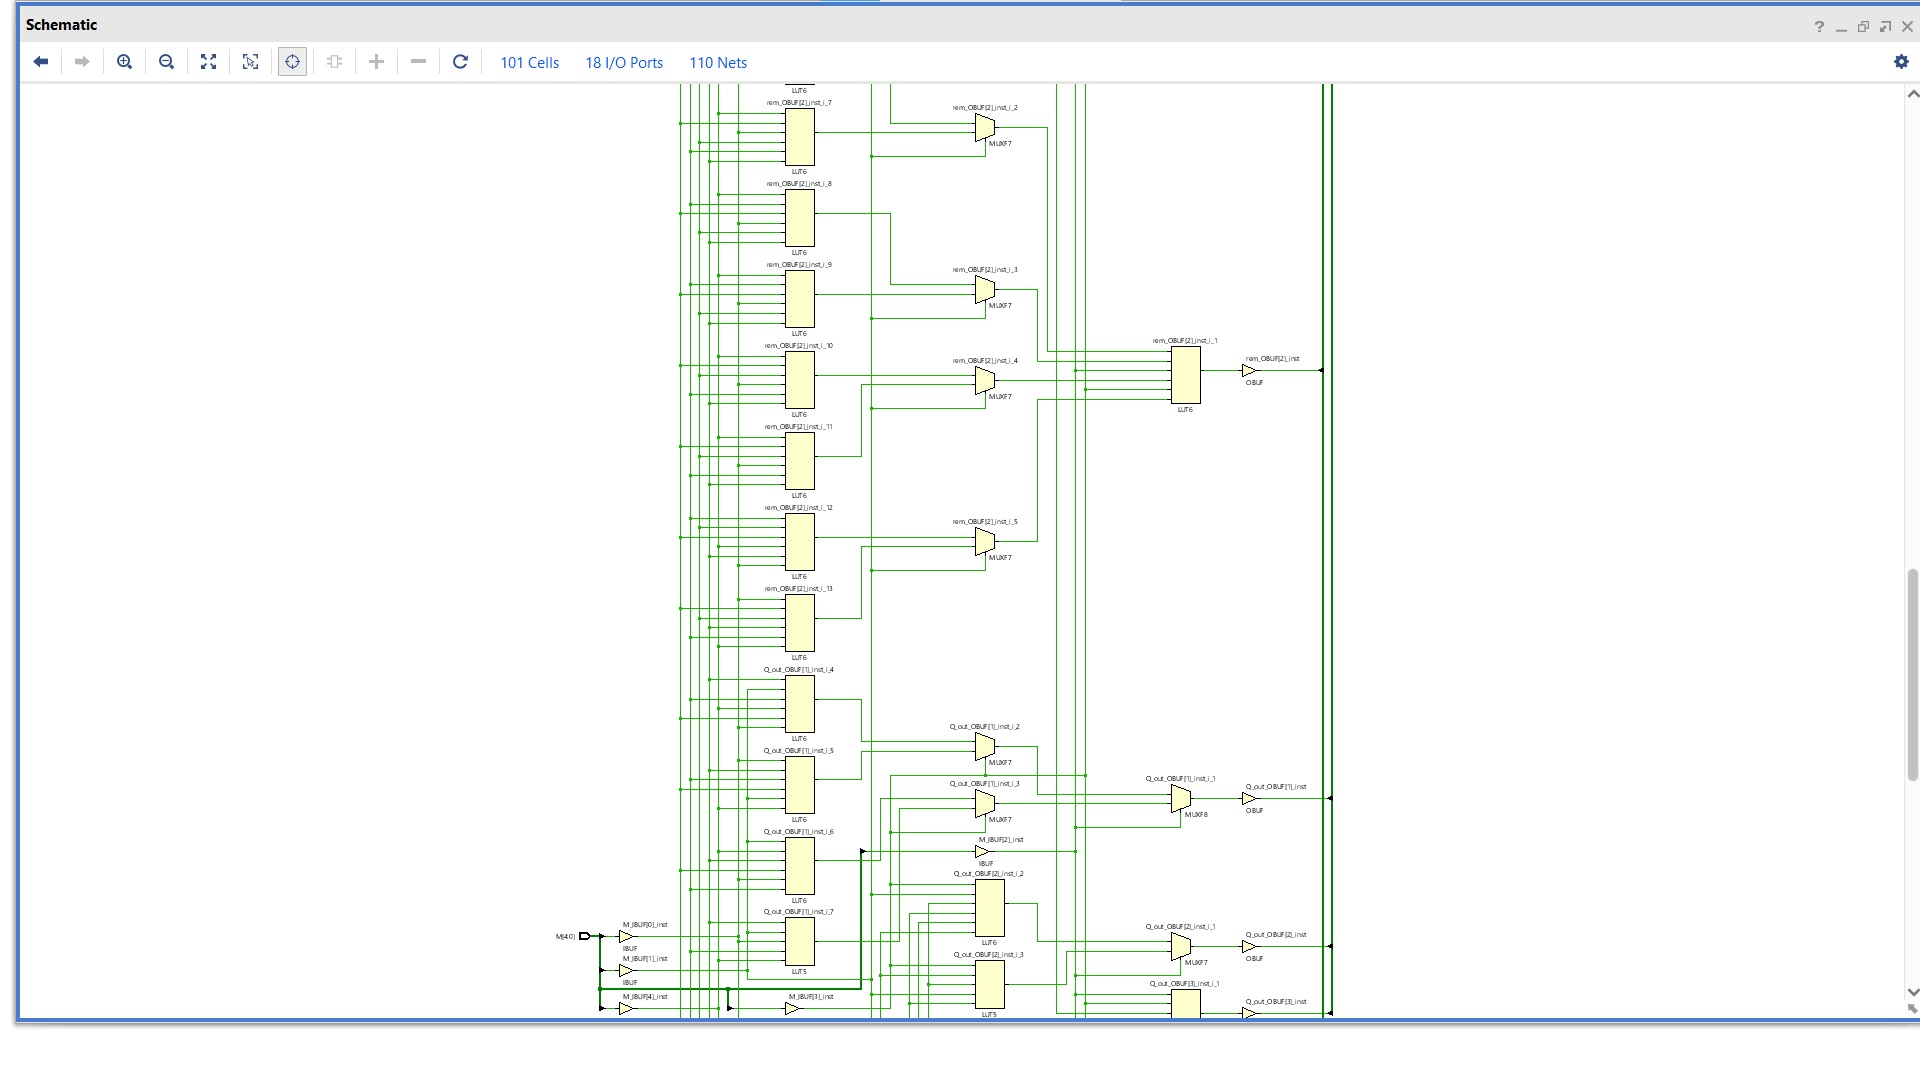 Schematic
101 Cells 18 I/O Ports 110 Nets
LUT6
rem_OBUF[2]_inst_i_7
LUT6
rem_OBUF[2]_inst_i_2
MUXF7
rem_OBUF[2]_inst_i_8
LUT6
rem_OBUF[2]_inst_i_9
LUT6
rem_OBUF[2]_inst_i_3
MUXF7
rem_OBUF[2]_inst_i_10
LUT6
rem_OBUF[2]_inst_i_4
MUXF7
rem_OBUF[2]_inst_i_1
LUT6
rem_OBUF[2]_inst
OBUF
rem_OBUF[2]_inst_i_11
LUT6
rem_OBUF[2]_inst_i_12
LUT6
rem_OBUF[2]_inst_i_5
MUXF7
rem_OBUF[2]_inst_i_13
LUT6
Q_out_OBUF[1]_inst_i_4
LUT6
Q_out_OBUF[1]_inst_i_2
MUXF7
Q_out_OBUF[1]_inst_i_5
LUT6
Q_out_OBUF[1]_inst_i_3
MUXF7
Q_out_OBUF[1]_inst_i_1
MUXF8
Q_out_OBUF[1]_inst
OBUF
Q_out_OBUF[1]_inst_i_6
LUT6
M_IBUF[2]_inst
IBUF
Q_out_OBUF[2]_inst_i_2
LUT6
Q_out_OBUF[1]_inst_i_7
LUT5
M[4:0]
M_IBUF[0]_inst
IBUF
M_IBUF[1]_inst
IBUF
M_IBUF[4]_inst
M_IBUF[3]_inst
Q_out_OBUF[2]_inst_i_3
LUT5
Q_out_OBUF[2]_inst_i_1
MUXF7
Q_out_OBUF[2]_inst
OBUF
Q_out_OBUF[3]_inst_i_1
Q_out_OBUF[3]_inst